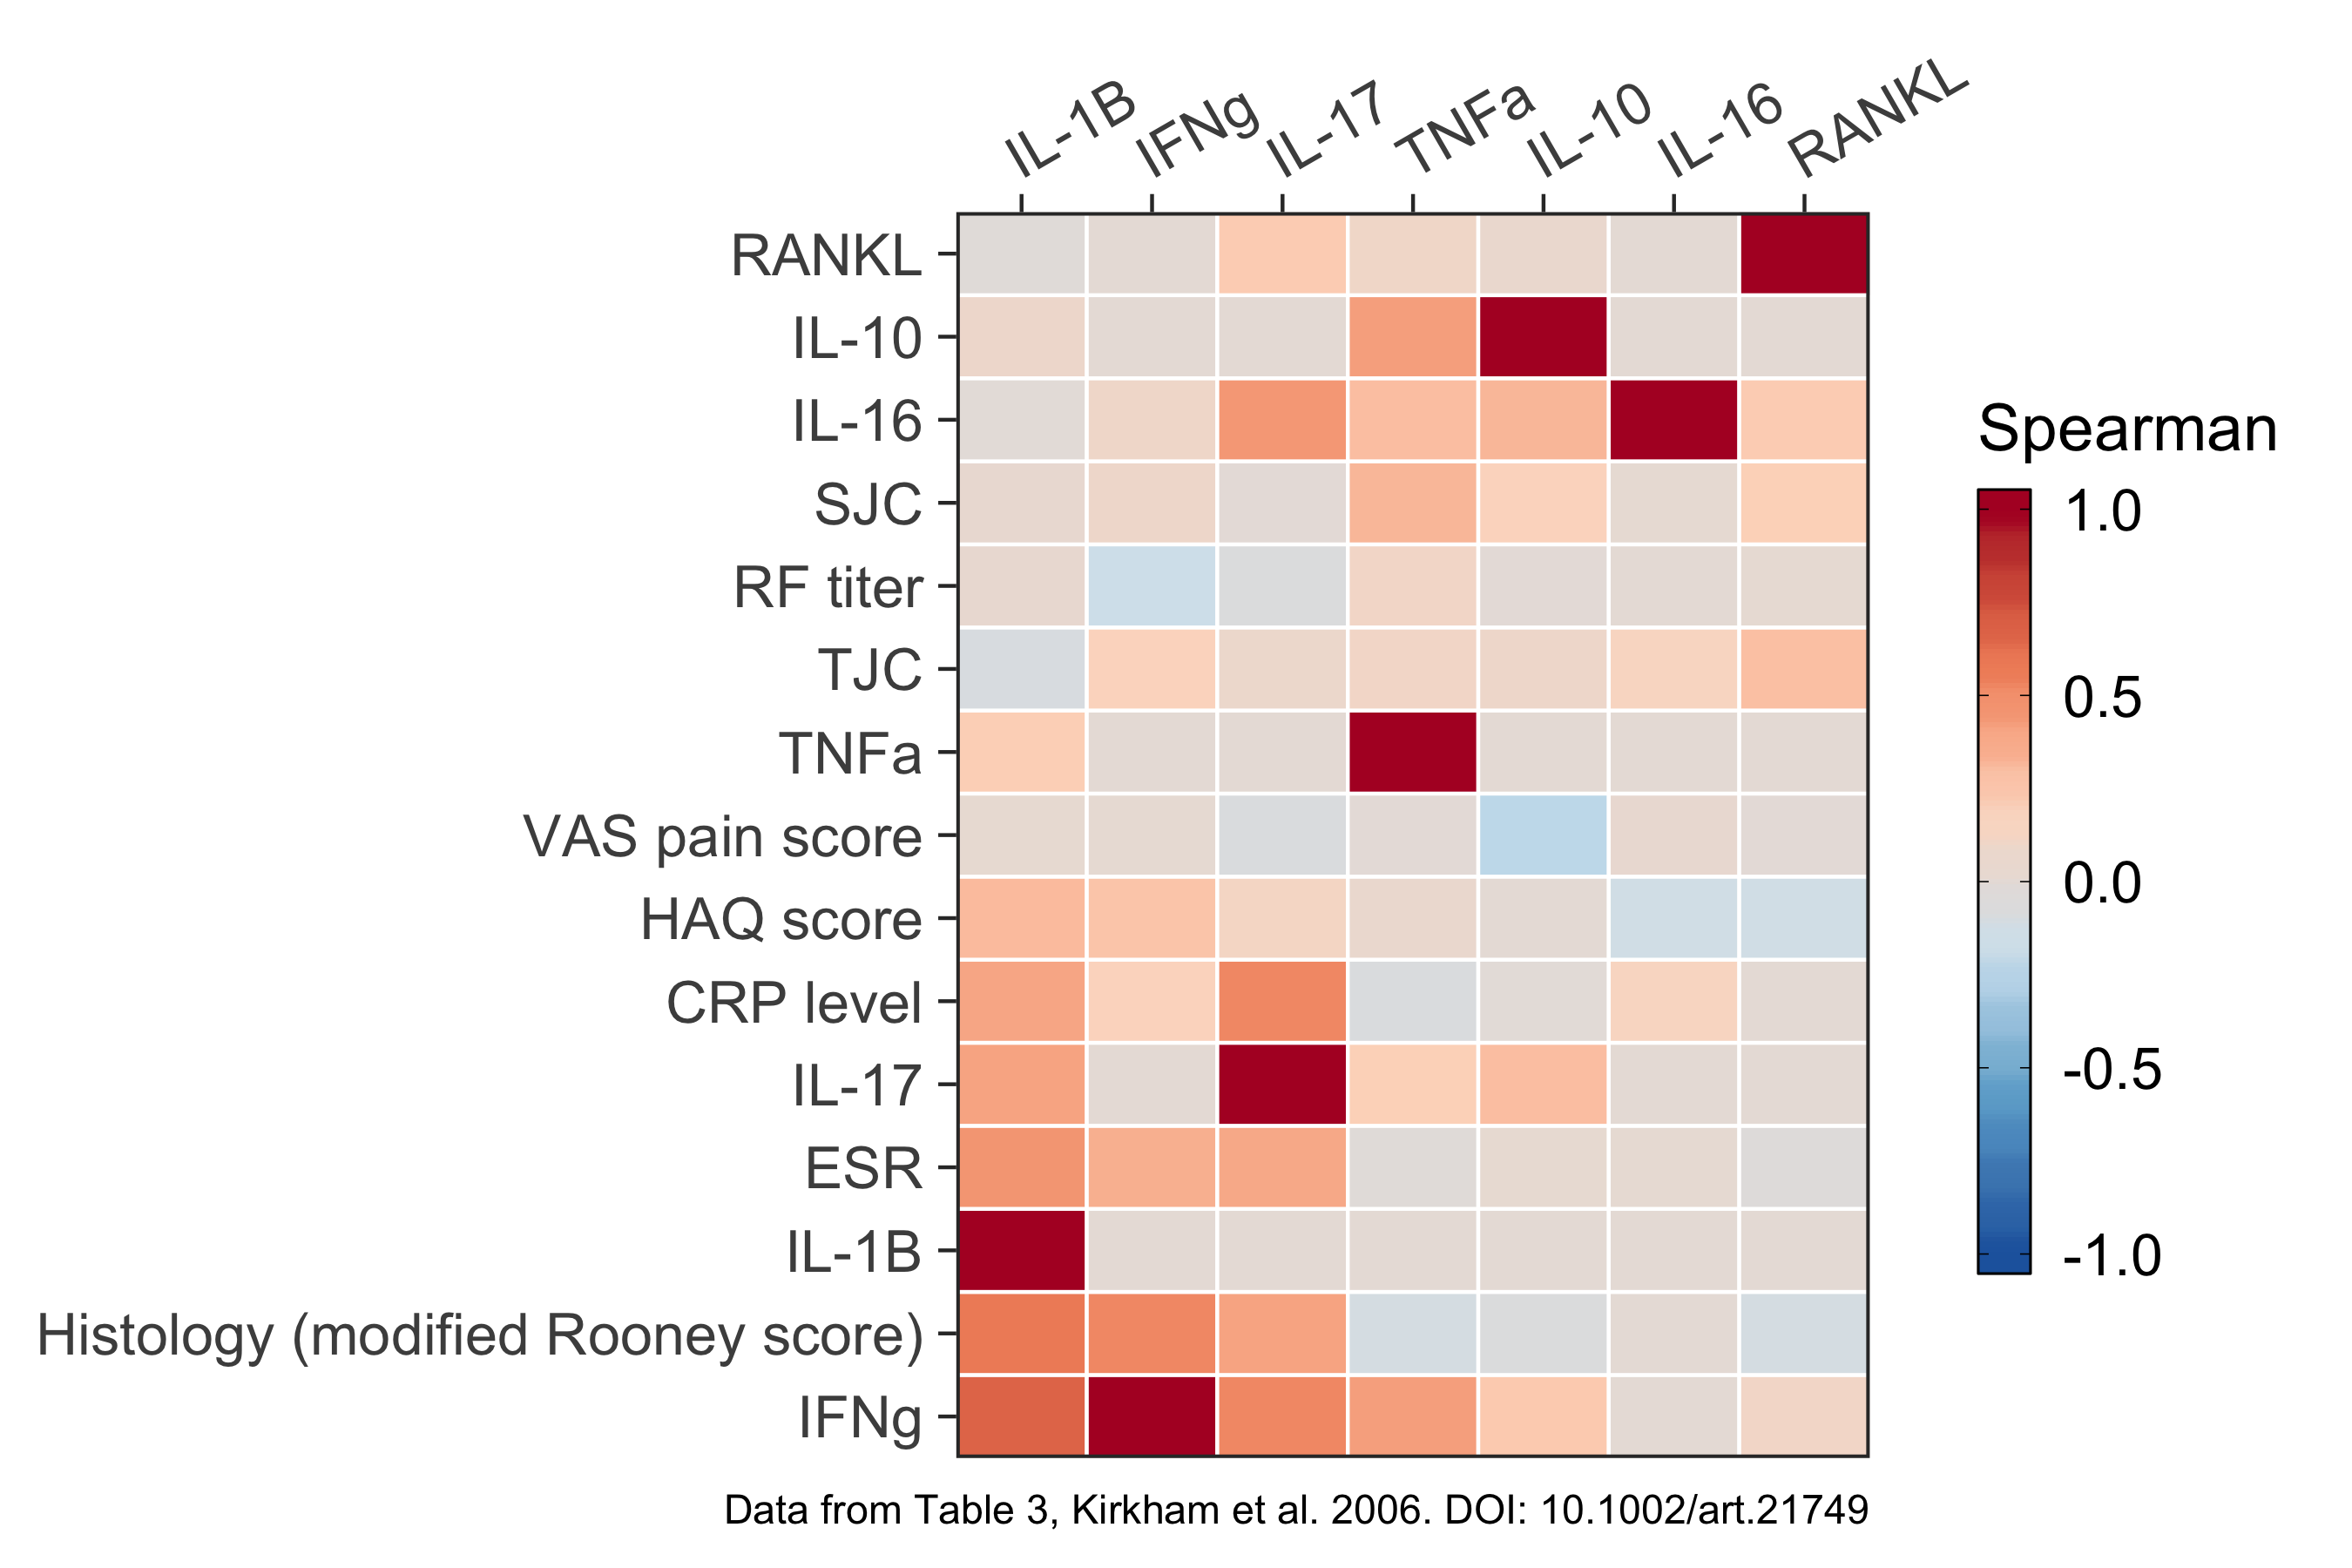 IL-1B IFNg IL-17 TNFa IL-10 IL-16 RANKL
RANKL
IL-10
IL-16
SJC
RF titer
TJC
TNFa
VAS pain score
HAQ score
CRP level
IL-17
ESR
IL-1B
Histology (modified Rooney score)
IFNg
Spearman
1.0
0.5
0.0
-0.5
-1.0
Data from Table 3, Kirkham et al. 2006. DOI: 10.1002/art.21749